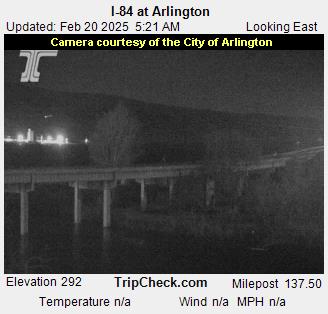 I-84 at Arlington
Updated: Feb 20 2025 5:21 AM Looking East
Camera courtesy of the City of Arlington
Elevation 292 TripCheck.com Milepost 137.50
Temperature n/a Wind n/a MPH n/a